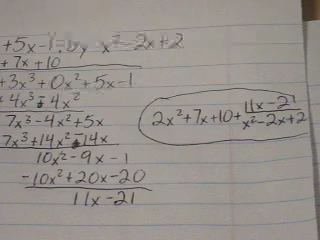 +5x-1 ÷ by x²-2x+2
+7x+10
+3x³+0x²+5x-1
4x³-4x²
7x³-4x²+5x
7x³+14x²-14x
10x²-9x-1
-10x²+20x-20
11x-21
2x²+7x+10+\frac{11x-21}{x²-2x+2}